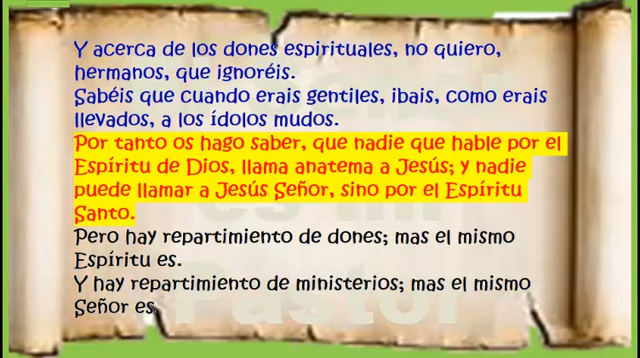 Y acerca de los dones espirituales, no quiero,
hermanos, que ignoréis.
Sabéis que cuando erais gentiles, ibais, como erais
llevados, a los ídolos mudos.
Por tanto os hago saber, que nadie que hable por el
Espíritu de Dios, llama anatema a Jesús; y nadie
puede llamar a Jesús Señor, sino por el Espíritu
Santo.
Pero hay repartimiento de dones; mas el mismo
Espíritu es.
Y hay repartimiento de ministerios; mas el mismo
Señor es.
es mi
Pastor